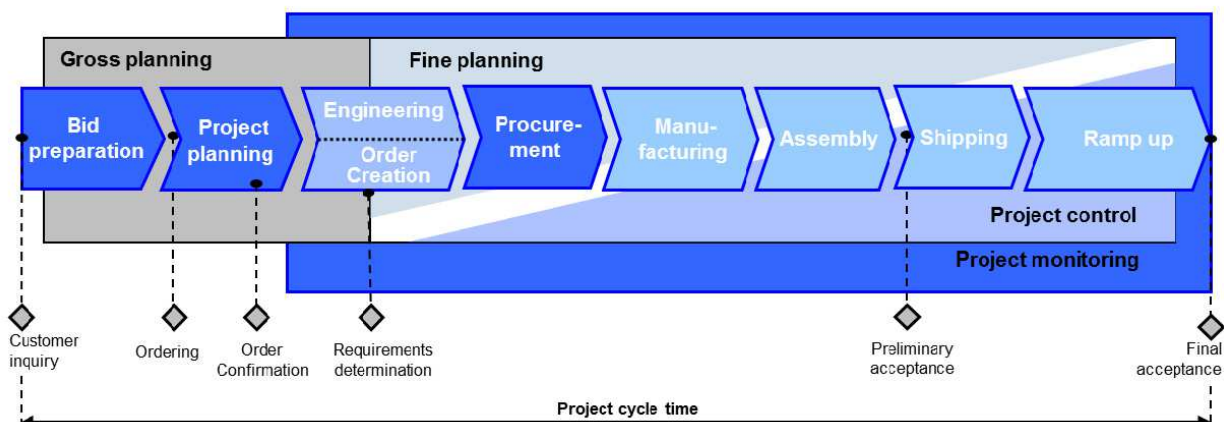 Gross planning
Fine planning
Bid
preparation
Project
planning
Engineering
Order
Creation
Procure-
ment
Manu-
facturing
Assembly
Shipping
Ramp up
Project control
Project monitoring
Customer
inquiry
Ordering
Order
Confirmation
Requirements
determination
Preliminary
acceptance
Final
acceptance
Project cycle time